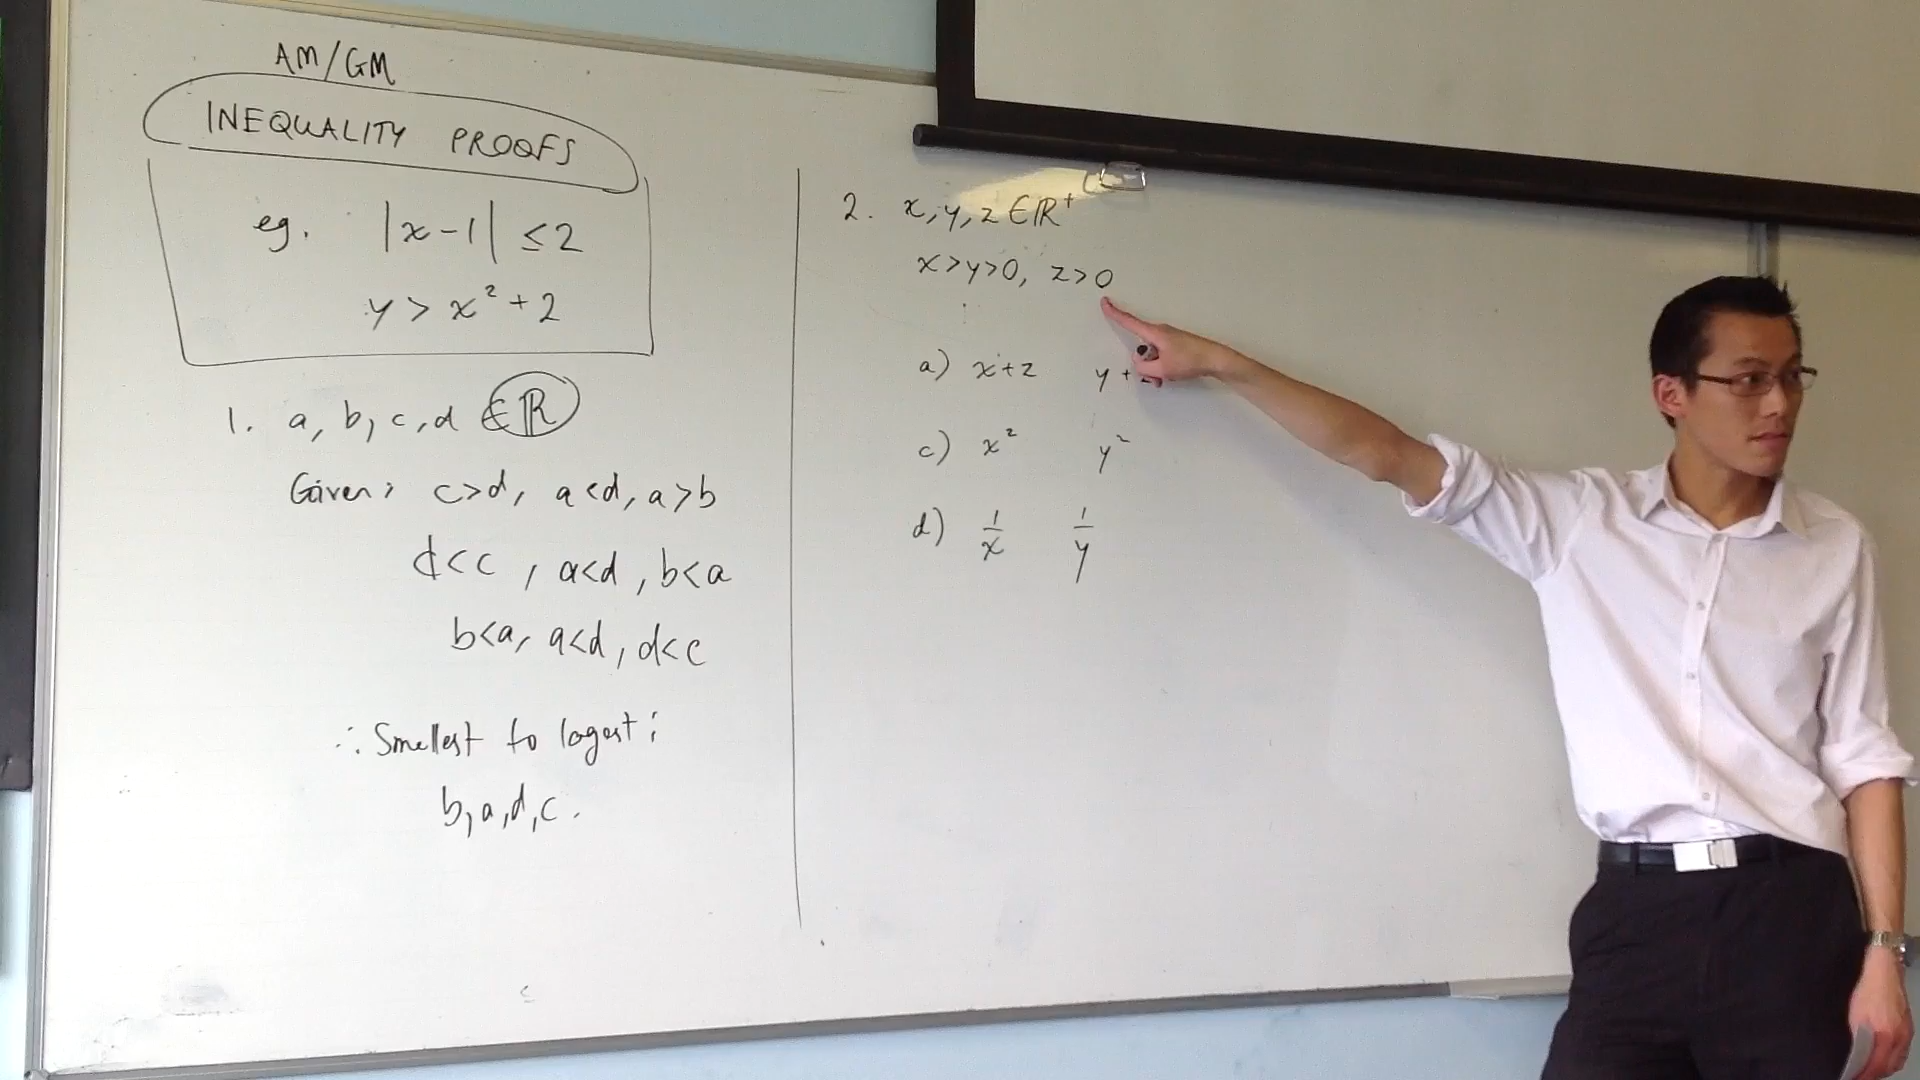 AM/GM
INEQUALITY PROOFS
eg. |x-1| ≤ 2
y > x² + 2
1. a, b, c, d ∈ ℝ
Given: c>d, a<d, a>b
d<c, a<d, b<a
b<a, a<d, d<c
∴ Smallest to logest:
b, a, d, c.
2. x, y, z ∈ ℝ⁺
x>y>0, z>0
a) x+z y+
c) x² y²
d) 1/x 1/y